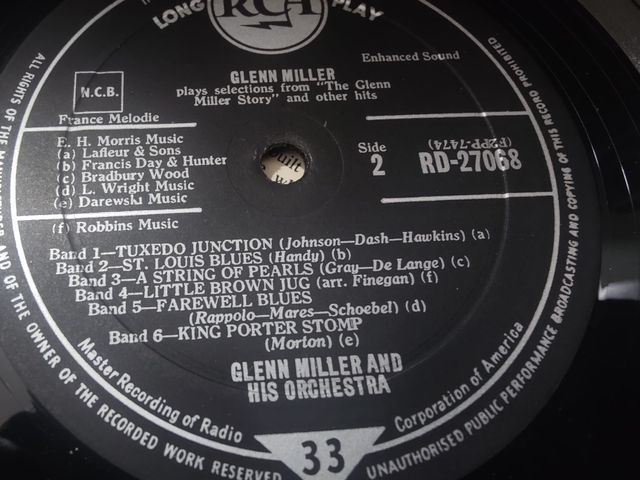 LONG RCA PLAY
Enhanced Sound
GLENN MILLER
plays selections from "The Glenn
Miller Story" and other hits
N.C.B.
France Melodie
E. H. Morris Music
(a) Lafleur & Sons
(b) Francis Day & Hunter
(c) Bradbury Wood
(d) L. Wright Music
(e) Darewski Music
(f) Robbins Music
Side
2
(F2PP-7474)
RD-27068
Band 1—TUXEDO JUNCTION (Johnson—Dash—Hawkins) (a)
Band 2—ST. LOUIS BLUES (Handy) (b)
Band 3—A STRING OF PEARLS (Gray—De Lange) (c)
Band 4—LITTLE BROWN JUG (arr. Finegan) (f)
Band 5—FAREWELL BLUES
(Rappolo—Mares—Schoebel) (d)
Band 6—KING PORTER STOMP
(Morton) (e)
GLENN MILLER AND
HIS ORCHESTRA
Master Recording of Radio Corporation of America
33
ALL RIGHTS OF THE
AND OF THE OWNER OF THE RECORDED WORK RESERVED
UNAUTHORISED PUBLIC PERFORMANCE BROADCASTING AND COPYING OF THIS RECORD PROHIBITED